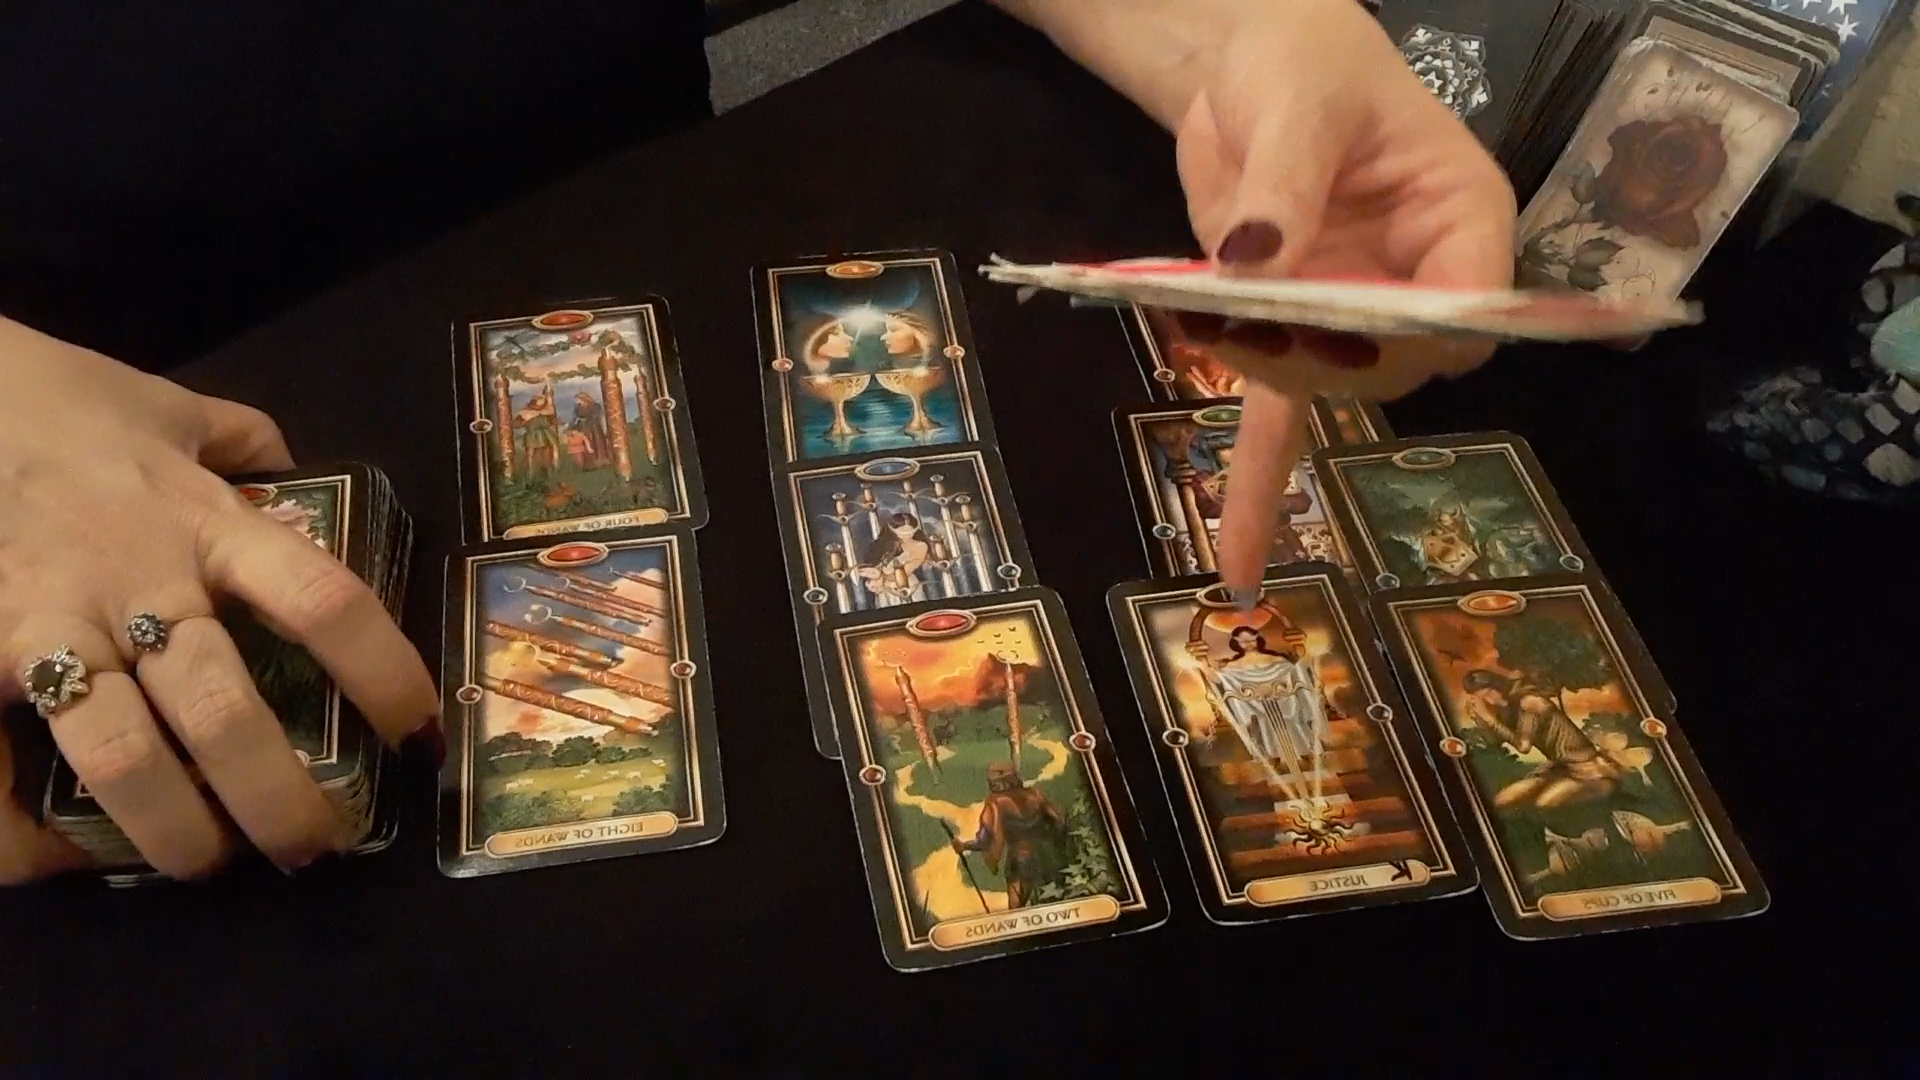 FOUR OF WANDS
EIGHT OF WANDS
TWO OF WANDS
JUSTICE
FIVE OF CUPS